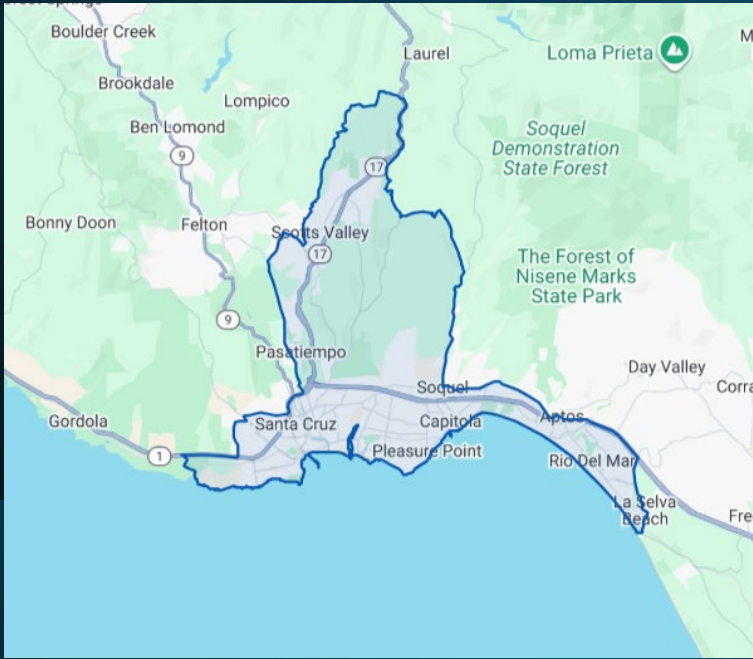 Boulder Creek
Laurel
Loma Prieta
Brookdale
Lompico
Ben Lomond
Soquel
Demonstration
State Forest
9
17
Bonny Doon
Felton
Scotts Valley
17
The Forest of
Nisene Marks
State Park
9
Pasatiempo
Day Valley
Soquel
Gordola
Santa Cruz
Capitola
Aptos
1
Pleasure Point
Rio Del Mar
La Selva
Beach